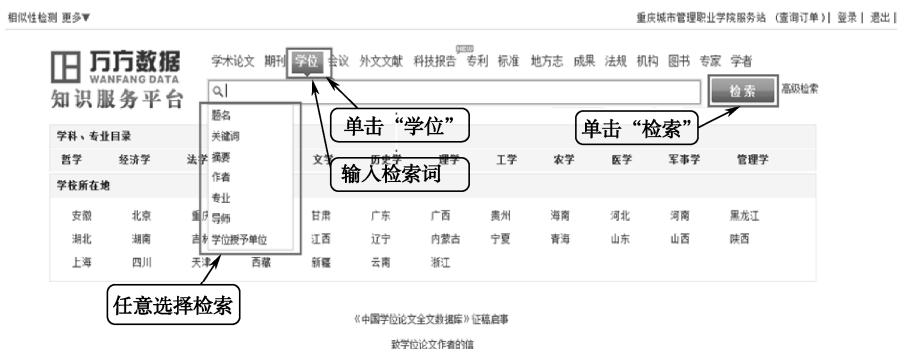 相似性检测 更多▼ 重庆城市管理职业学院服务站 (查询订单)| 登录| 退出|
万方数据
WANFANG DATA
知识服务平台
学术论文 期刊 学位 会议 外文文献 科技报告 专利 标准 地方志 成果 法规 机构 图书 专家 学者
NEW
检索 高级检索
题名
关键词
摘要
作者
专业
导师
学位授予单位
单击“学位”
单击“检索”
输入检索词
任意选择检索
学科、专业目录
哲学 经济学 法学 文学 历史学 理学 工学 农学 医学 军事学 管理学
学校所在地
安徽 北京 重庆 甘肃 广东 广西 贵州 海南 河北 河南 黑龙江
湖北 湖南 吉林 江西 辽宁 内蒙古 宁夏 青海 山东 山西 陕西
上海 四川 天津 西藏 新疆 云南 浙江
《中国学位论文全文数据库》征稿启事
致学位论文作者的信